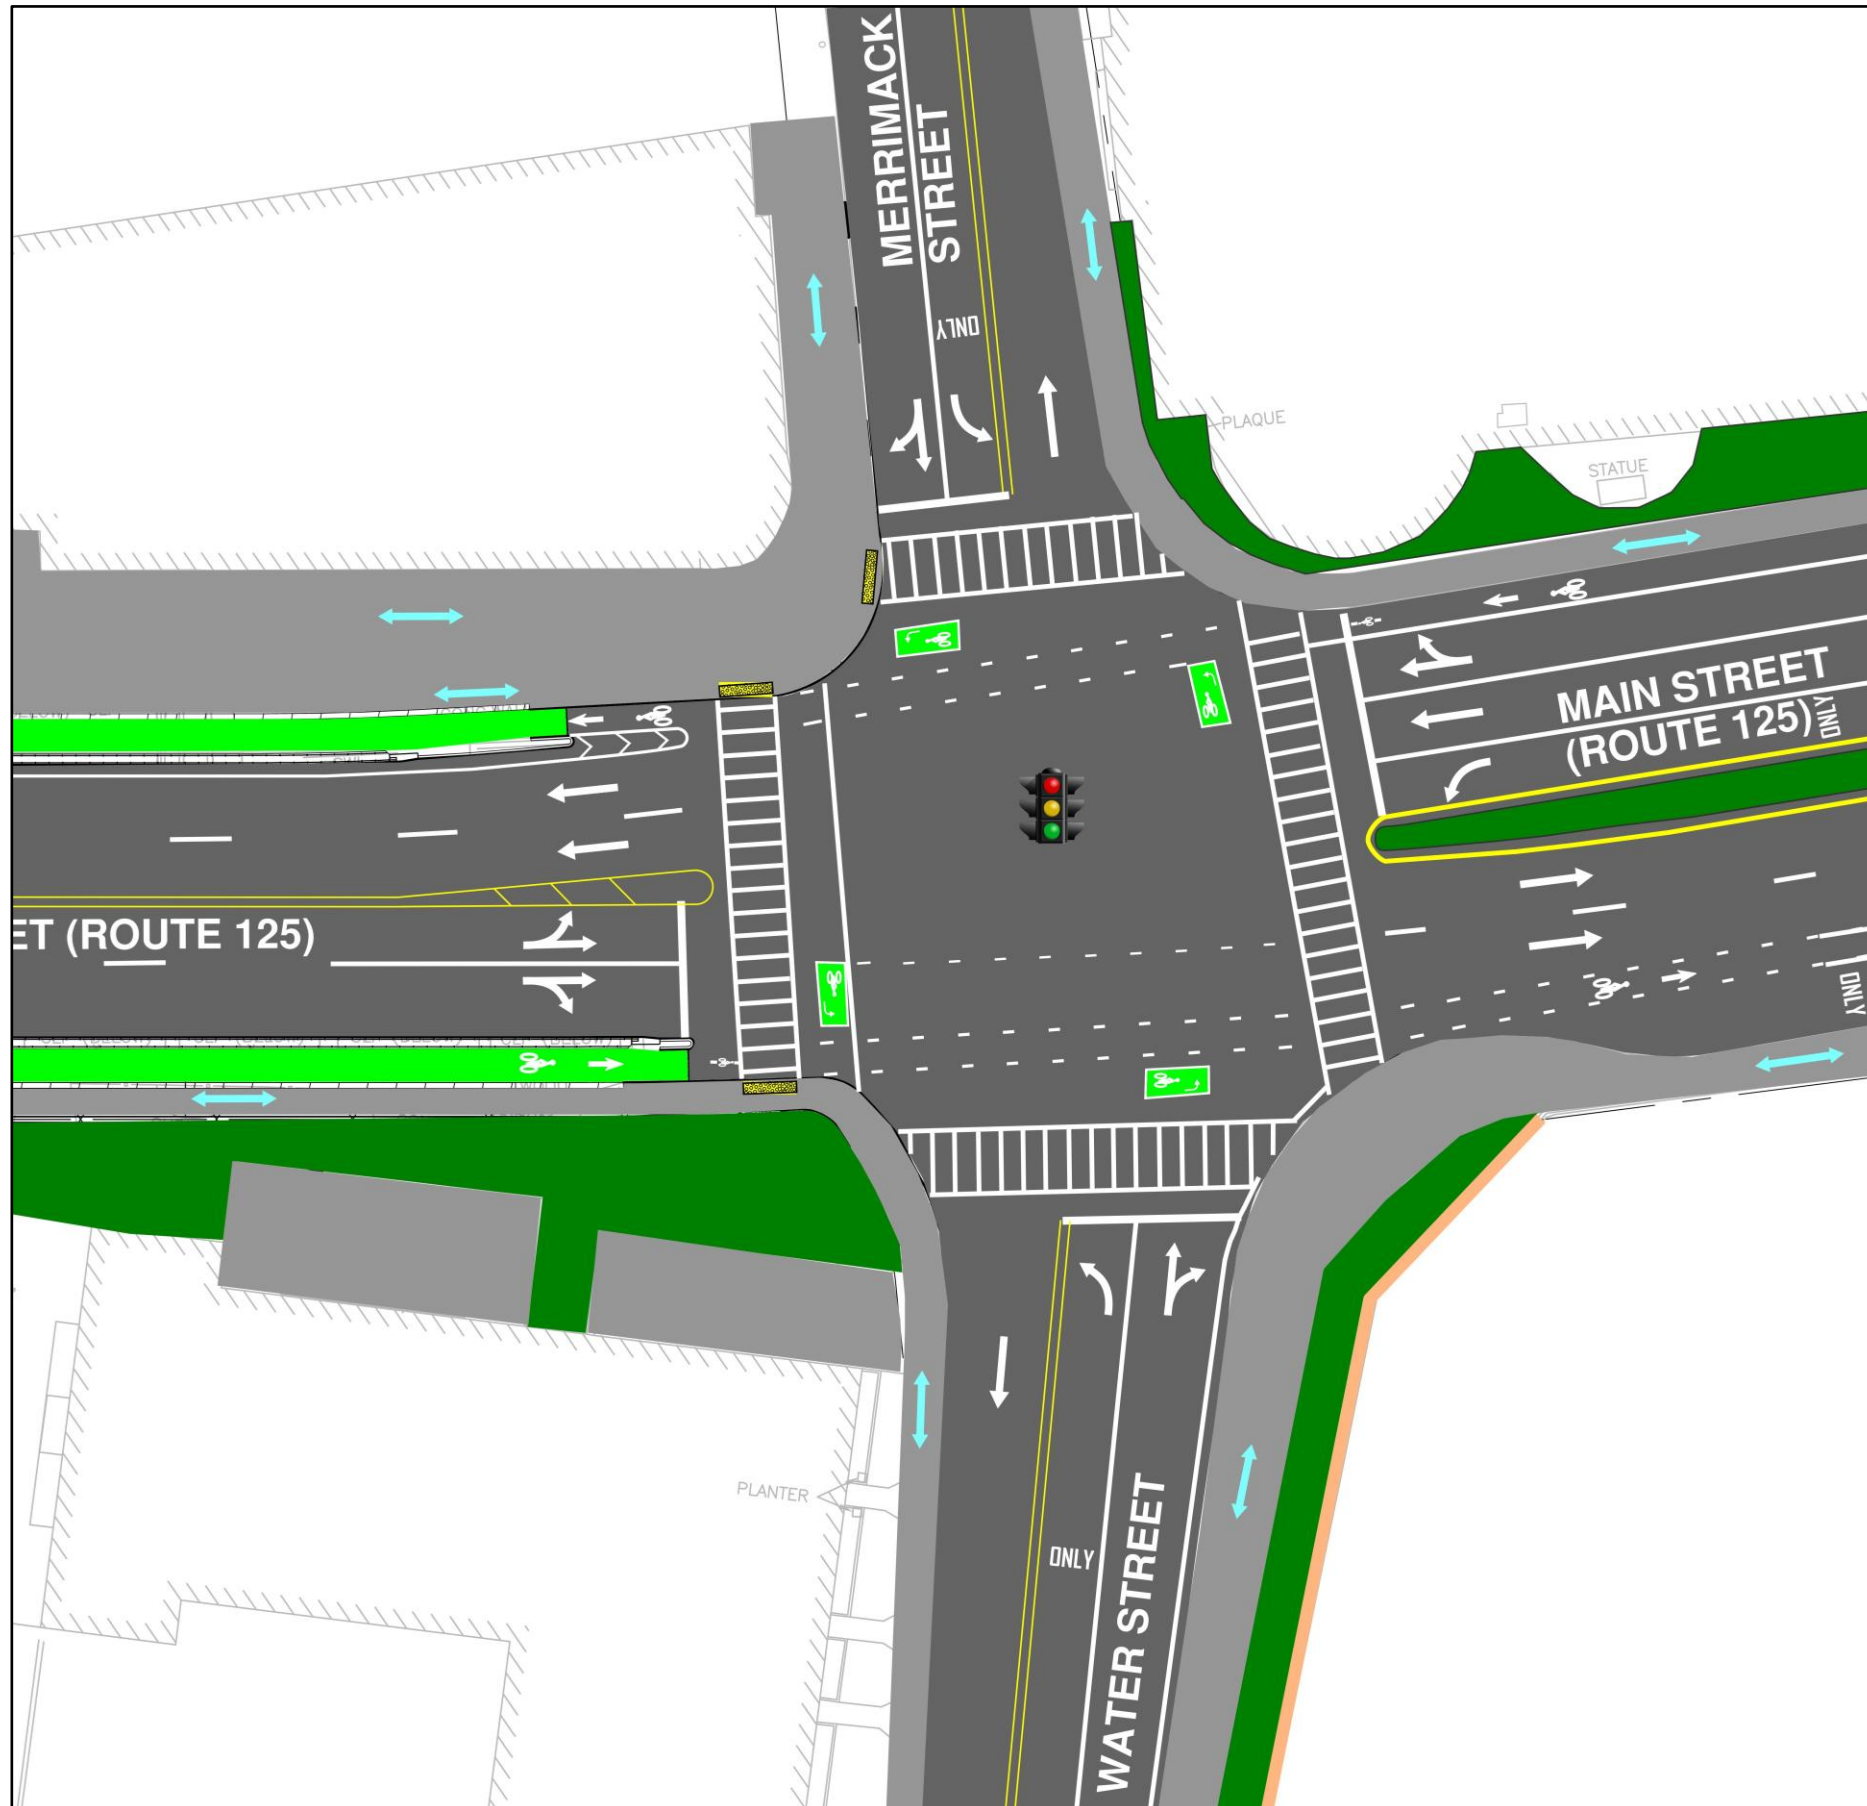 MERRIMACK
STREET
ONLY
PLAQUE
STATUE
MAIN STREET
(ROUTE 125)
ONLY
ET (ROUTE 125)
ONLY
PLANTER
ONLY
WATER STREET